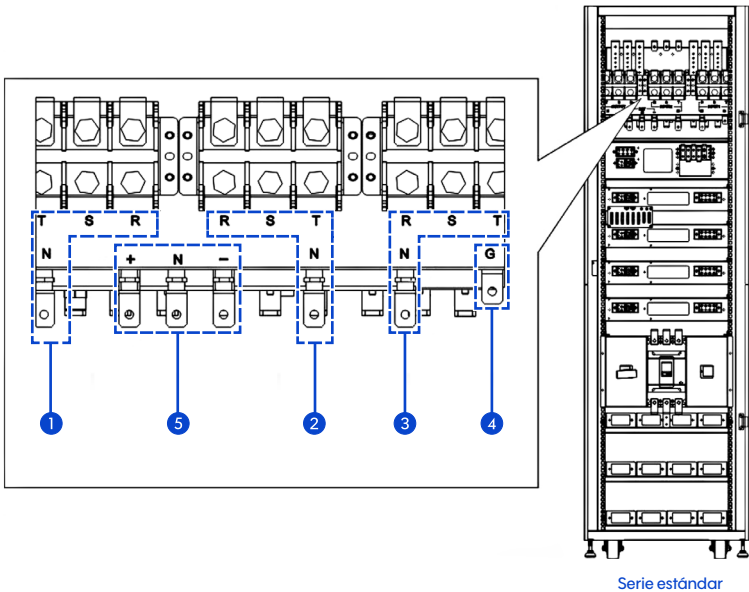 T S R R S T R S T
N + N − N N G
1 5 2 3 4
Serie estándar